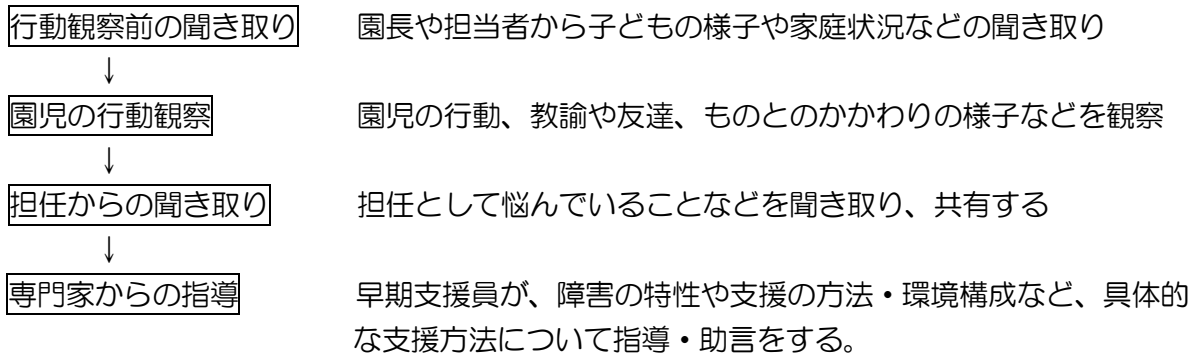 行動観察前の聞き取り 園長や担当者から子どもの様子や家庭状況などの聞き取り
↓
園児の行動観察 園児の行動、教諭や友達、ものとのかかわりの様子などを観察
↓
担任からの聞き取り 担任として悩んでいることなどを聞き取り、共有する
↓
専門家からの指導 早期支援員が、障害の特性や支援の方法・環境構成など、具体的
な支援方法について指導・助言をする。